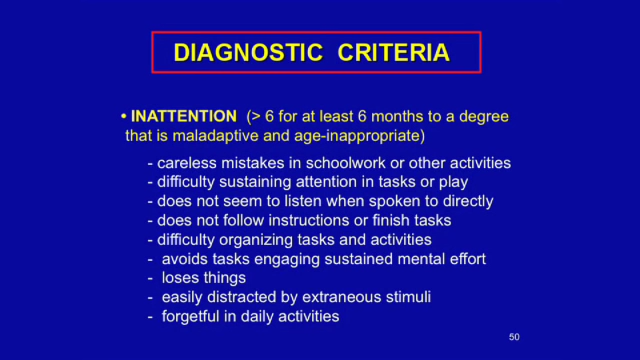 DIAGNOSTIC CRITERIA
• INATTENTION (> 6 for at least 6 months to a degree
that is maladaptive and age-inappropriate)
- careless mistakes in schoolwork or other activities
- difficulty sustaining attention in tasks or play
- does not seem to listen when spoken to directly
- does not follow instructions or finish tasks
- difficulty organizing tasks and activities
- avoids tasks engaging sustained mental effort
- loses things
- easily distracted by extraneous stimuli
- forgetful in daily activities
50